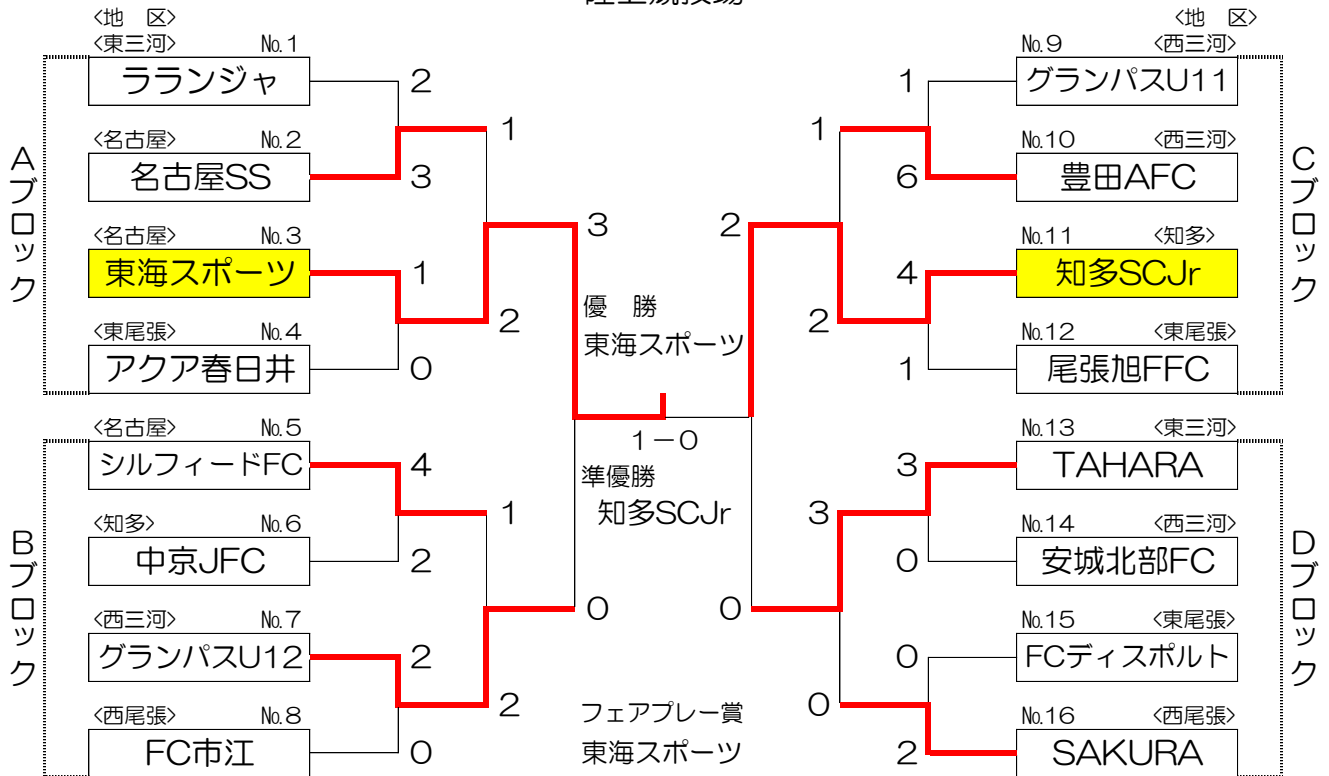 〈地　区〉
〈東三河〉 No.1
ラランジャ
2
1
〈名古屋〉 No.2
名古屋SS
3
Aブロック
3
〈名古屋〉 No.3
東海スポーツ
1
2
〈東尾張〉 No.4
アクア春日井
0
〈名古屋〉 No.5
シルフィードFC
4
1
〈知多〉 No.6
中京JFC
2
Bブロック
0
〈西三河〉 No.7
グランパスU12
2
2
〈西尾張〉 No.8
FC市江
0
優　勝
東海スポーツ
1－0
準優勝
知多SCJr
フェアプレー賞
東海スポーツ
〈地　区〉
No.9 〈西三河〉
グランパスU11
1
1
No.10 〈西三河〉
豊田AFC
6
Cブロック
2
No.11 〈知多〉
知多SCJr
4
2
No.12 〈東尾張〉
尾張旭FFC
1
No.13 〈東三河〉
TAHARA
3
3
No.14 〈西三河〉
安城北部FC
0
Dブロック
0
No.15 〈東尾張〉
FCディスポルト
0
0
No.16 〈西尾張〉
SAKURA
2